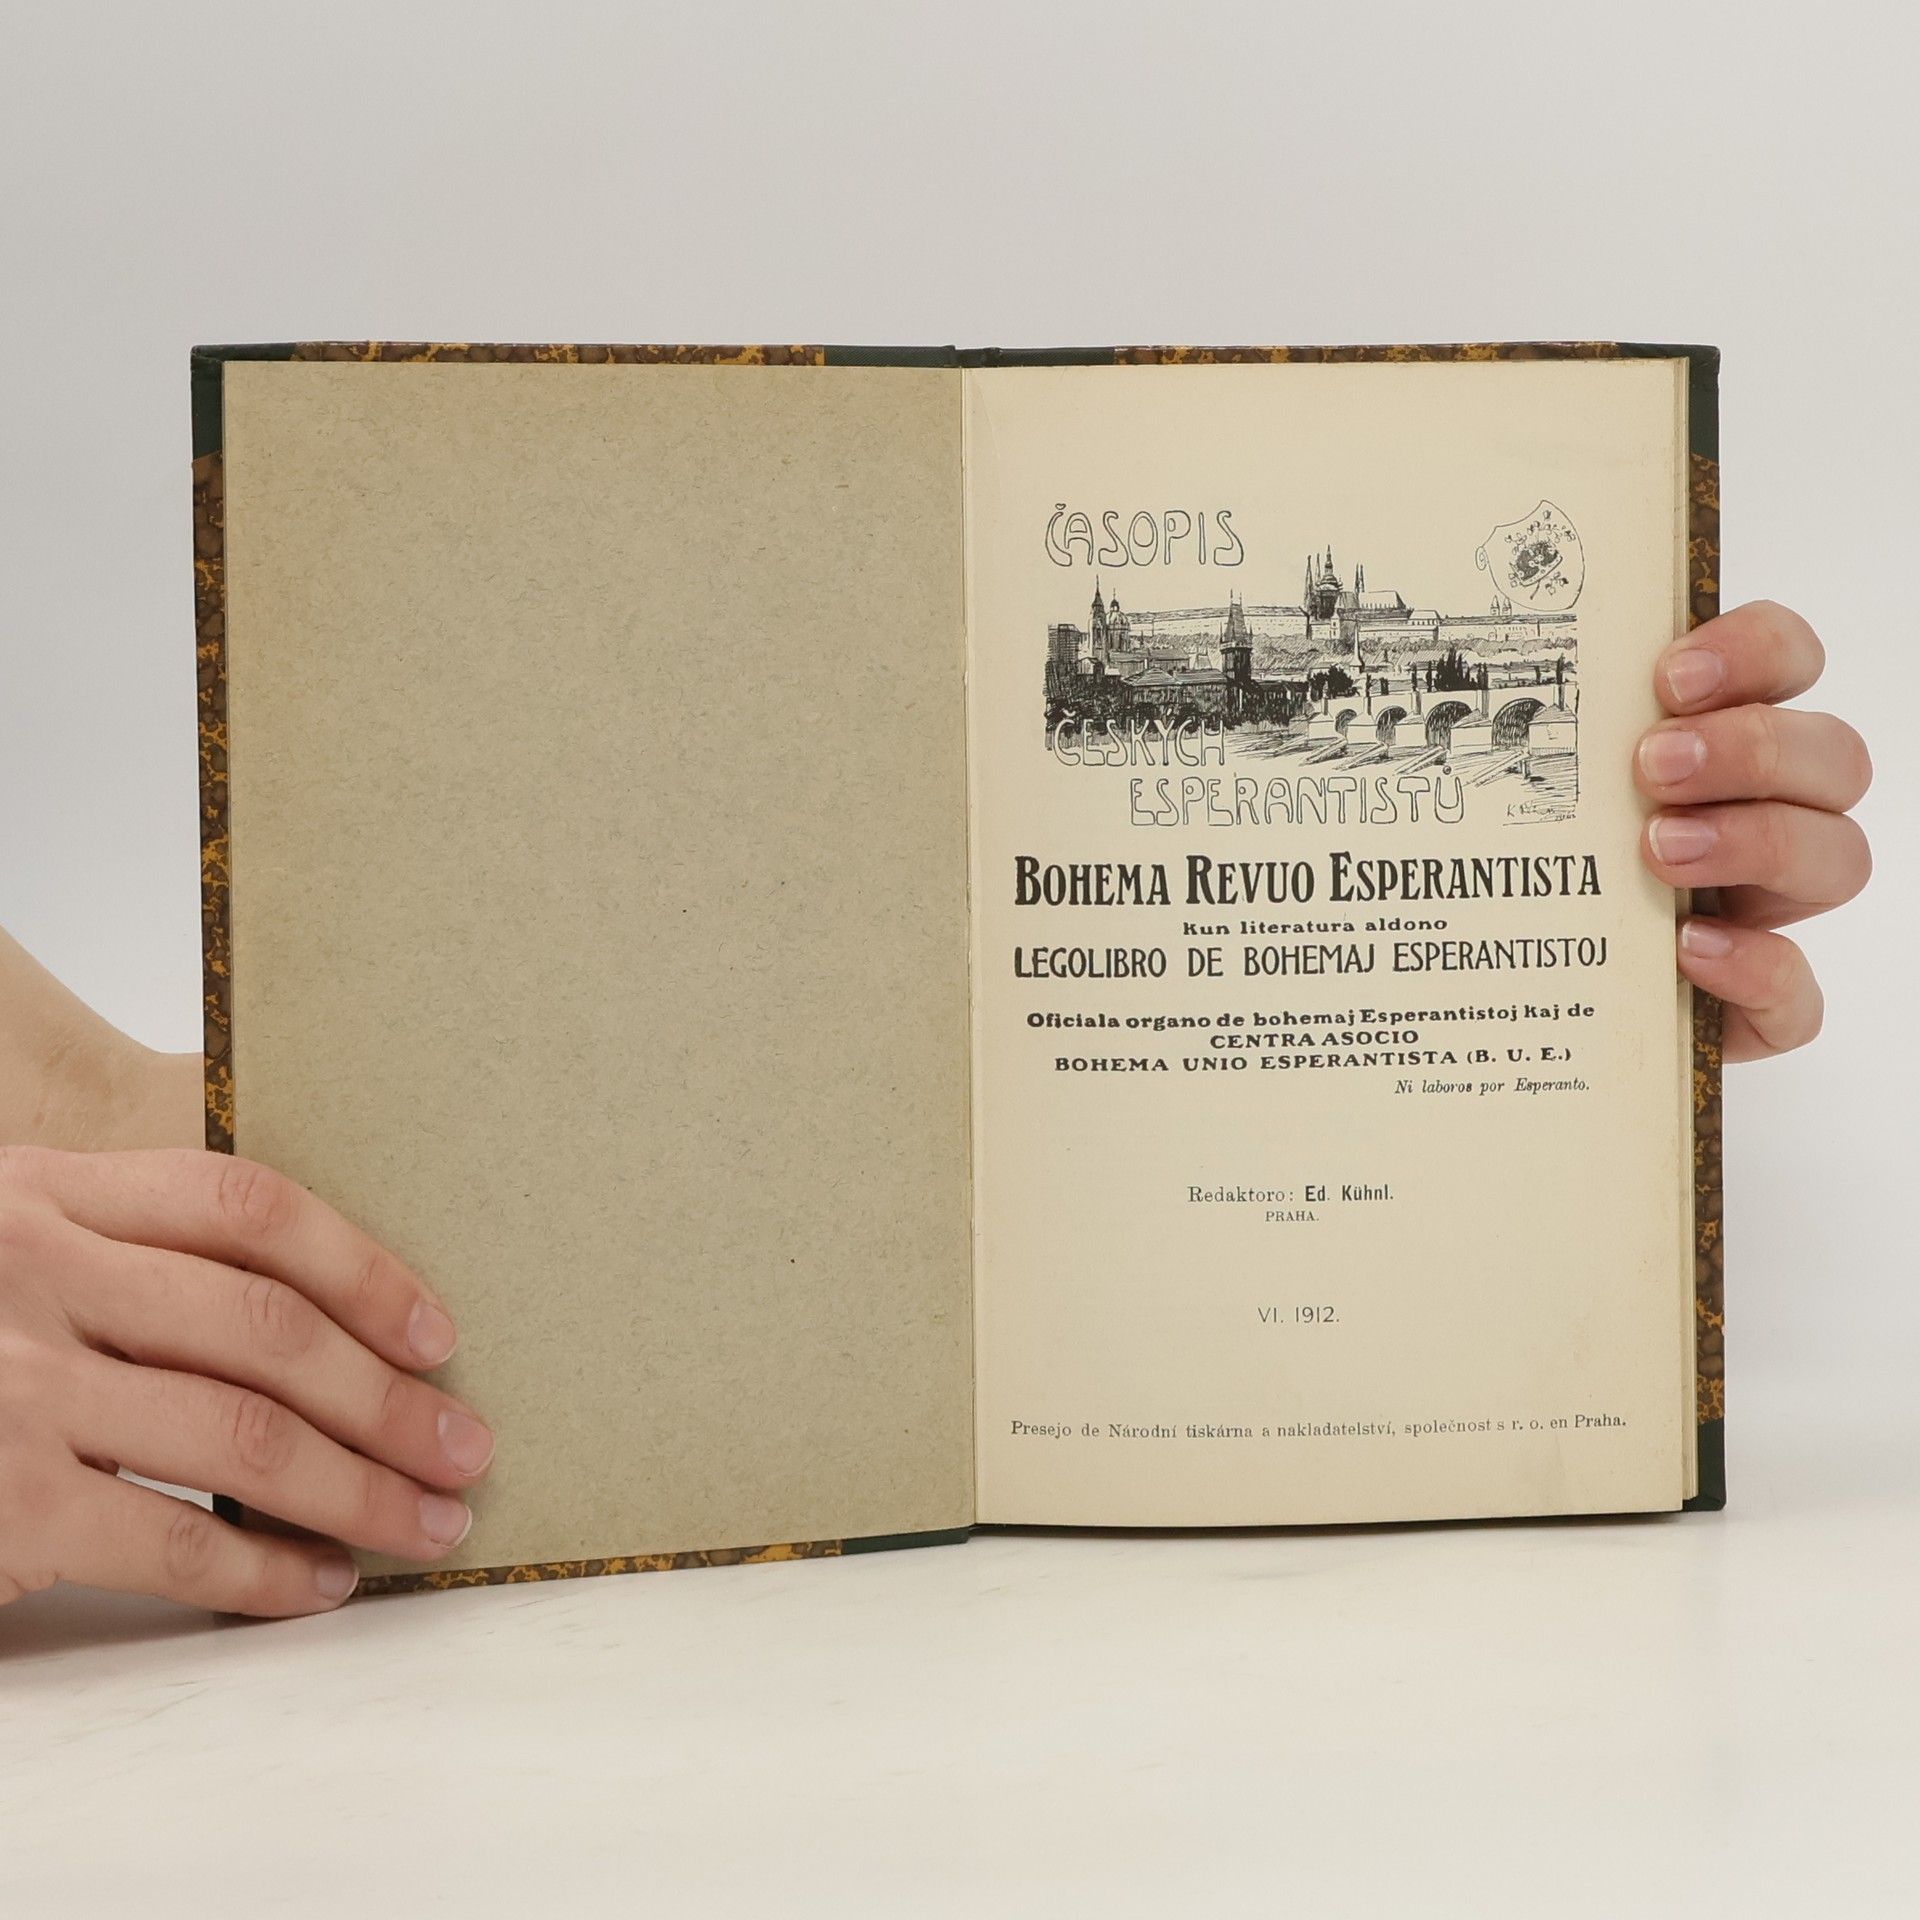 ČASOPIS
ČESKÝCH
ESPERANTISTŮ
BOHEMA REVUO ESPERANTISTA
kun literatura aldono
LEGOLIBRO DE BOHEMAJ ESPERANTISTOJ
Oficiala organo de bohemaj Esperantistoj kaj de
CENTRA ASOCIO
BOHEMA UNIO ESPERANTISTA (B. U. E.)
Ni laboros por Esperanto.
Redaktoro: Ed. Kühnl.
PRAHA.
VI. 1912.
Presejo de Národní tiskárna a nakladatelství, společnost s r. o. en Praha.